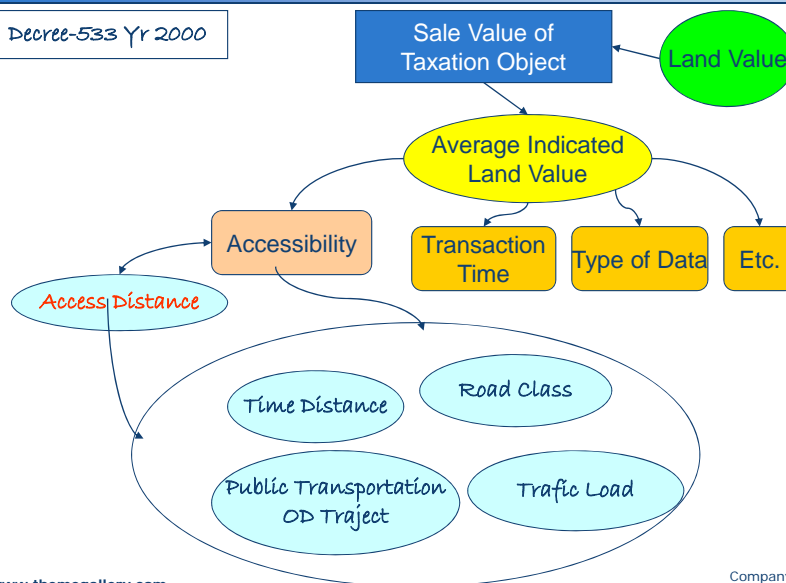 Decree-533 Yr 2000
Sale Value of
Taxation Object
Land Value
Average Indicated
Land Value
Accessibility
Transaction
Time
Type of Data
Etc.
Access Distance
Time Distance
Road Class
Public Transportation
OD Traject
Trafic Load
www.themegallery.com
Company